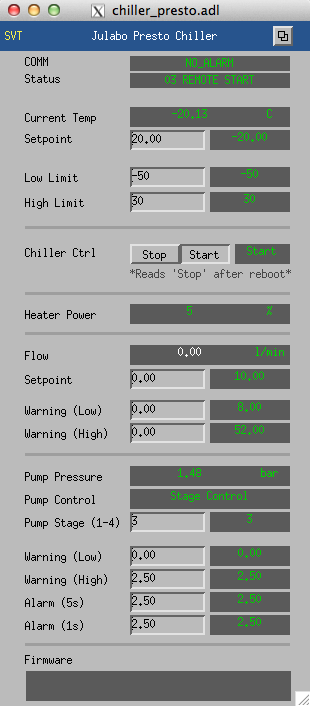 chiller_presto.adl
SVT Julabo Presto Chiller
COMM NO_ALARM
Status 03 REMOTE START
Current Temp -20.13 C
Setpoint 20.00 -20.00
Low Limit -50 -50
High Limit 30 30
Chiller Ctrl Stop Start Start
*Reads 'Stop' after reboot*
Heater Power 5 %
Flow 0.00 l/min
Setpoint 0.00 10.00
Warning (Low) 0.00 8.00
Warning (High) 0.00 52.00
Pump Pressure 1.48 bar
Pump Control Stage Control
Pump Stage (1-4) 3 3
Warning (Low) 0.00 0.00
Warning (High) 2.50 2.50
Alarm (5s) 2.50 2.50
Alarm (1s) 2.50 2.50
Firmware